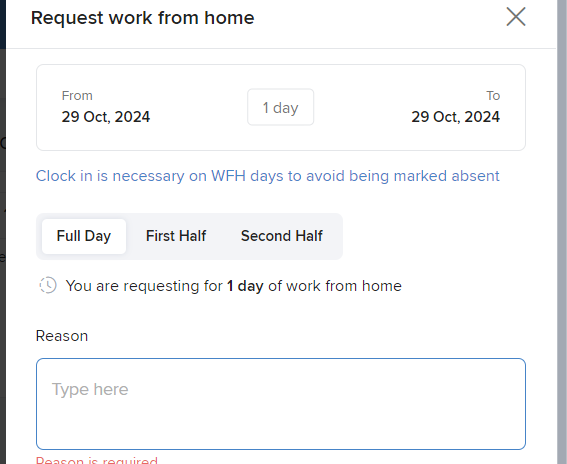 Request work from home
From
To
29 Oct, 2024
1 day
29 Oct, 2024
Clock in is necessary on WFH days to avoid being marked absent
Full Day First Half Second Half
You are requesting for 1 day of work from home
Reason
Type here
Reason is required